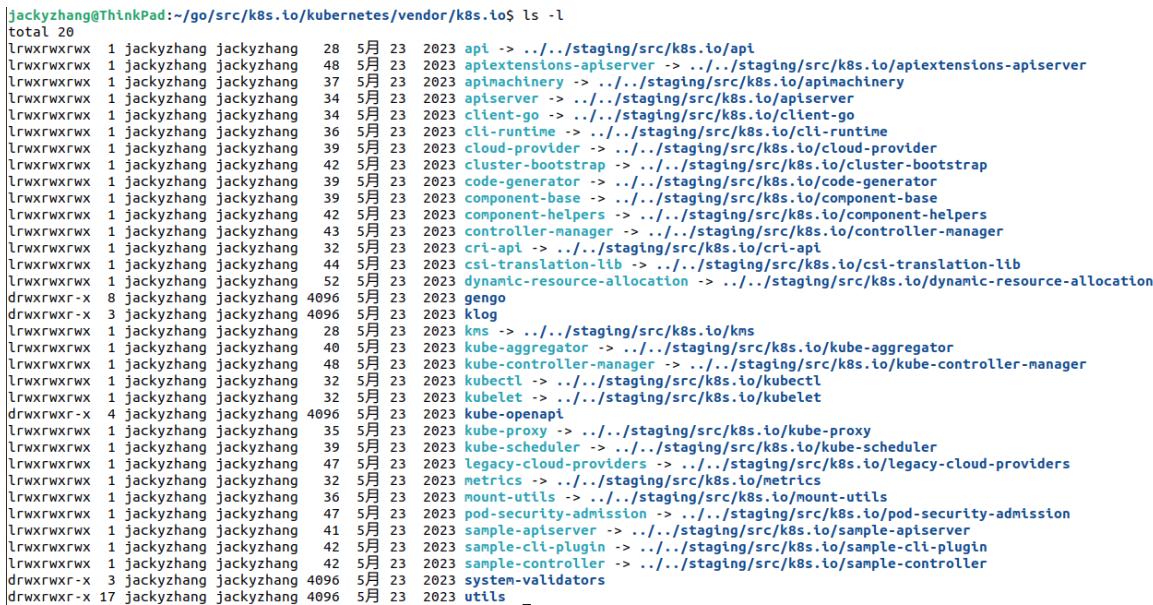 jackyzhang@ThinkPad:~/go/src/k8s.io/kubernetes/vendor/k8s.io$ ls -l
total 20
lrwxrwxrwx  1 jackyzhang jackyzhang   28  5月 23  2023 api -> ../../staging/src/k8s.io/api
lrwxrwxrwx  1 jackyzhang jackyzhang   48  5月 23  2023 apiextensions-apiserver -> ../../staging/src/k8s.io/apiextensions-apiserver
lrwxrwxrwx  1 jackyzhang jackyzhang   37  5月 23  2023 apimachinery -> ../../staging/src/k8s.io/apimachinery
lrwxrwxrwx  1 jackyzhang jackyzhang   34  5月 23  2023 apiserver -> ../../staging/src/k8s.io/apiserver
lrwxrwxrwx  1 jackyzhang jackyzhang   34  5月 23  2023 client-go -> ../../staging/src/k8s.io/client-go
lrwxrwxrwx  1 jackyzhang jackyzhang   36  5月 23  2023 cli-runtime -> ../../staging/src/k8s.io/cli-runtime
lrwxrwxrwx  1 jackyzhang jackyzhang   39  5月 23  2023 cloud-provider -> ../../staging/src/k8s.io/cloud-provider
lrwxrwxrwx  1 jackyzhang jackyzhang   42  5月 23  2023 cluster-bootstrap -> ../../staging/src/k8s.io/cluster-bootstrap
lrwxrwxrwx  1 jackyzhang jackyzhang   39  5月 23  2023 code-generator -> ../../staging/src/k8s.io/code-generator
lrwxrwxrwx  1 jackyzhang jackyzhang   39  5月 23  2023 component-base -> ../../staging/src/k8s.io/component-base
lrwxrwxrwx  1 jackyzhang jackyzhang   42  5月 23  2023 component-helpers -> ../../staging/src/k8s.io/component-helpers
lrwxrwxrwx  1 jackyzhang jackyzhang   43  5月 23  2023 controller-manager -> ../../staging/src/k8s.io/controller-manager
lrwxrwxrwx  1 jackyzhang jackyzhang   32  5月 23  2023 cri-api -> ../../staging/src/k8s.io/cri-api
lrwxrwxrwx  1 jackyzhang jackyzhang   44  5月 23  2023 csi-translation-lib -> ../../staging/src/k8s.io/csi-translation-lib
lrwxrwxrwx  1 jackyzhang jackyzhang   52  5月 23  2023 dynamic-resource-allocation -> ../../staging/src/k8s.io/dynamic-resource-allocation
drwxrwxr-x  8 jackyzhang jackyzhang 4096  5月 23  2023 gengo
drwxrwxr-x  3 jackyzhang jackyzhang 4096  5月 23  2023 klog
lrwxrwxrwx  1 jackyzhang jackyzhang   28  5月 23  2023 kms -> ../../staging/src/k8s.io/kms
lrwxrwxrwx  1 jackyzhang jackyzhang   40  5月 23  2023 kube-aggregator -> ../../staging/src/k8s.io/kube-aggregator
lrwxrwxrwx  1 jackyzhang jackyzhang   48  5月 23  2023 kube-controller-manager -> ../../staging/src/k8s.io/kube-controller-manager
lrwxrwxrwx  1 jackyzhang jackyzhang   32  5月 23  2023 kubectl -> ../../staging/src/k8s.io/kubectl
lrwxrwxrwx  1 jackyzhang jackyzhang   32  5月 23  2023 kubelet -> ../../staging/src/k8s.io/kubelet
drwxrwxr-x  4 jackyzhang jackyzhang 4096  5月 23  2023 kube-openapi
lrwxrwxrwx  1 jackyzhang jackyzhang   35  5月 23  2023 kube-proxy -> ../../staging/src/k8s.io/kube-proxy
lrwxrwxrwx  1 jackyzhang jackyzhang   39  5月 23  2023 kube-scheduler -> ../../staging/src/k8s.io/kube-scheduler
lrwxrwxrwx  1 jackyzhang jackyzhang   47  5月 23  2023 legacy-cloud-providers -> ../../staging/src/k8s.io/legacy-cloud-providers
lrwxrwxrwx  1 jackyzhang jackyzhang   32  5月 23  2023 metrics -> ../../staging/src/k8s.io/metrics
lrwxrwxrwx  1 jackyzhang jackyzhang   36  5月 23  2023 mount-utils -> ../../staging/src/k8s.io/mount-utils
lrwxrwxrwx  1 jackyzhang jackyzhang   47  5月 23  2023 pod-security-admission -> ../../staging/src/k8s.io/pod-security-admission
lrwxrwxrwx  1 jackyzhang jackyzhang   41  5月 23  2023 sample-apiserver -> ../../staging/src/k8s.io/sample-apiserver
lrwxrwxrwx  1 jackyzhang jackyzhang   42  5月 23  2023 sample-cli-plugin -> ../../staging/src/k8s.io/sample-cli-plugin
lrwxrwxrwx  1 jackyzhang jackyzhang   42  5月 23  2023 sample-controller -> ../../staging/src/k8s.io/sample-controller
drwxrwxr-x  3 jackyzhang jackyzhang 4096  5月 23  2023 system-validators
drwxrwxr-x 17 jackyzhang jackyzhang 4096  5月 23  2023 utils